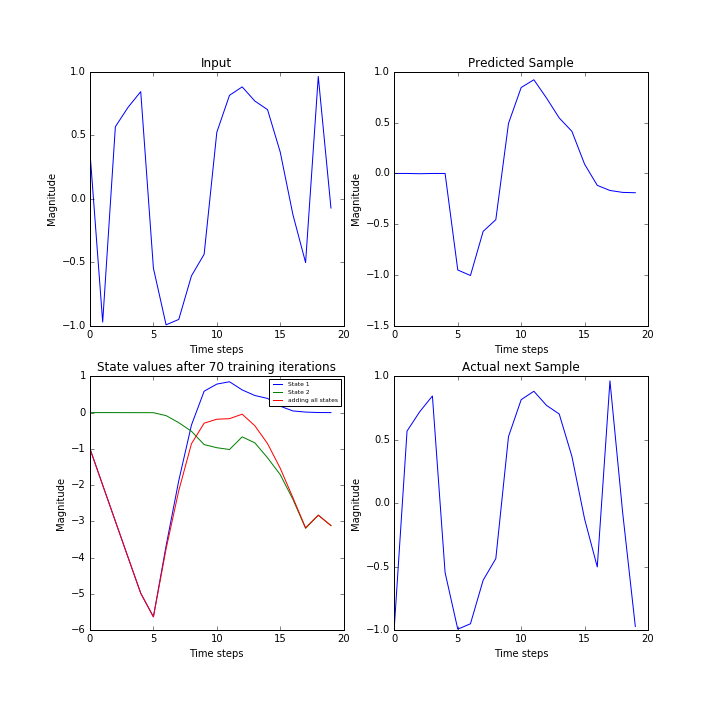 Input
Magnitude
1.0
0.5
0.0
−0.5
−1.0
0
5
10
15
20
Time steps
Predicted Sample
Magnitude
1.0
0.5
0.0
−0.5
−1.0
−1.5
0
5
10
15
20
Time steps
State values after 70 training iterations
Magnitude
1
0
−1
−2
−3
−4
−5
−6
State 1
State 2
adding all states
0
5
10
15
20
Time steps
Actual next Sample
Magnitude
1.0
0.5
0.0
−0.5
−1.0
0
5
10
15
20
Time steps